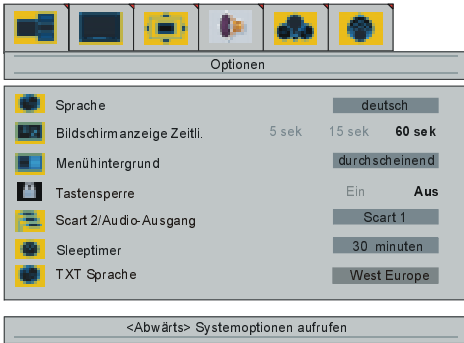 Optionen
Sprache deutsch
Bildschirmanzeige Zeitli. 5 sek 15 sek 60 sek
Menühintergrund durchscheinend
Tastensperre Ein Aus
Scart 2/Audio-Ausgang Scart 1
Sleeptimer 30 minuten
TXT Sprache West Europe
<Abwärts> Systemoptionen aufrufen